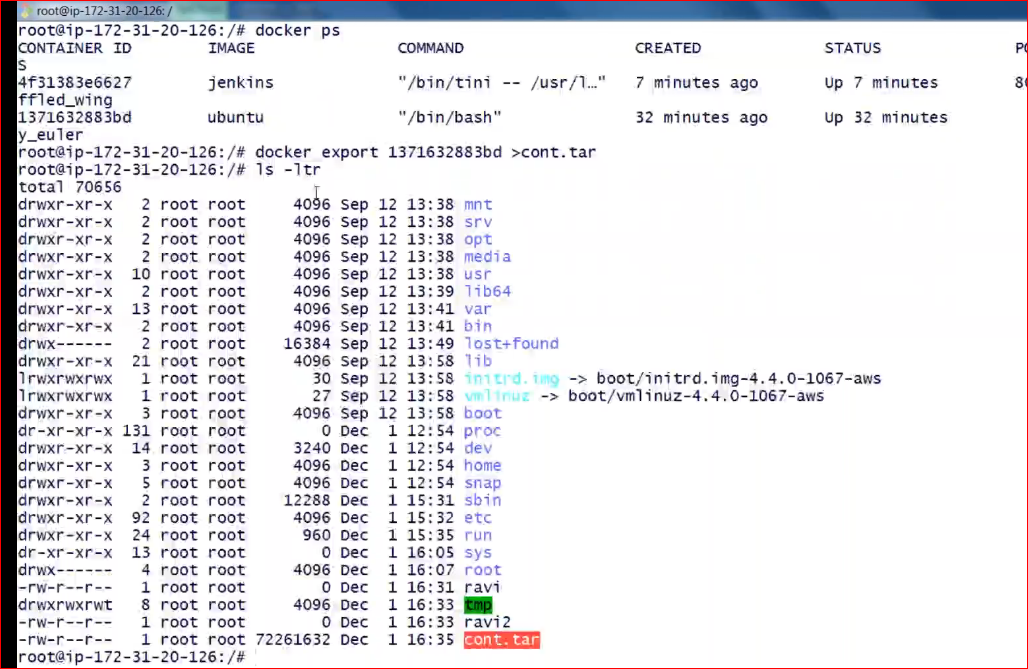 root@ip-172-31-20-126: /
root@ip-172-31-20-126:/# docker ps
CONTAINER ID        IMAGE               COMMAND                  CREATED             STATUS              PO
S
4f31383e6627        jenkins             "/bin/tini -- /usr/l…"   7 minutes ago       Up 7 minutes        80
ffled_wing
1371632883bd        ubuntu              "/bin/bash"              32 minutes ago      Up 32 minutes
y_euler
root@ip-172-31-20-126:/# docker export 1371632883bd >cont.tar
root@ip-172-31-20-126:/# ls -ltr
total 70656
drwxr-xr-x   2 root root     4096 Sep 12 13:38 mnt
drwxr-xr-x   2 root root     4096 Sep 12 13:38 srv
drwxr-xr-x   2 root root     4096 Sep 12 13:38 opt
drwxr-xr-x   2 root root     4096 Sep 12 13:38 media
drwxr-xr-x  10 root root     4096 Sep 12 13:38 usr
drwxr-xr-x   2 root root     4096 Sep 12 13:39 lib64
drwxr-xr-x  13 root root     4096 Sep 12 13:41 var
drwxr-xr-x   2 root root     4096 Sep 12 13:41 bin
drwx------   2 root root    16384 Sep 12 13:49 lost+found
drwxr-xr-x  21 root root     4096 Sep 12 13:58 lib
lrwxrwxrwx   1 root root       30 Sep 12 13:58 initrd.img -> boot/initrd.img-4.4.0-1067-aws
lrwxrwxrwx   1 root root       27 Sep 12 13:58 vmlinuz -> boot/vmlinuz-4.4.0-1067-aws
drwxr-xr-x   3 root root     4096 Sep 12 13:58 boot
dr-xr-xr-x 131 root root        0 Dec  1 12:54 proc
drwxr-xr-x  14 root root     3240 Dec  1 12:54 dev
drwxr-xr-x   3 root root     4096 Dec  1 12:54 home
drwxr-xr-x   5 root root     4096 Dec  1 12:54 snap
drwxr-xr-x   2 root root    12288 Dec  1 15:31 sbin
drwxr-xr-x  92 root root     4096 Dec  1 15:32 etc
drwxr-xr-x  24 root root      960 Dec  1 15:35 run
dr-xr-xr-x  13 root root        0 Dec  1 16:05 sys
drwx------   4 root root     4096 Dec  1 16:07 root
-rw-r--r--   1 root root        0 Dec  1 16:31 ravi
drwxrwxrwt   8 root root     4096 Dec  1 16:33 tmp
-rw-r--r--   1 root root        0 Dec  1 16:33 ravi2
-rw-r--r--   1 root root 72261632 Dec  1 16:35 cont.tar
root@ip-172-31-20-126:/#